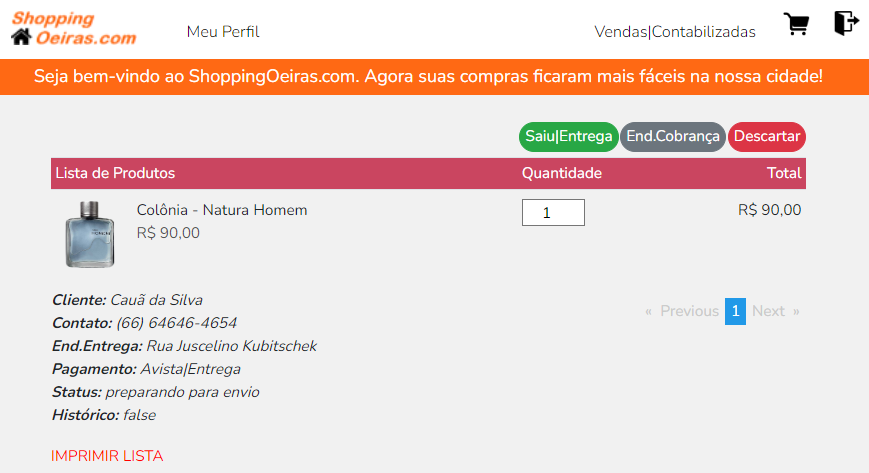 Shopping
Oeiras.com
Meu Perfil
Vendas|Contabilizadas
Seja bem-vindo ao ShoppingOeiras.com. Agora suas compras ficaram mais fáceis na nossa cidade!
Saiu|Entrega End.Cobrança Descartar
Lista de Produtos Quantidade Total
Colônia - Natura Homem 1 R$ 90,00
R$ 90,00
Cliente: Cauã da Silva
Contato: (66) 64646-4654
End.Entrega: Rua Juscelino Kubitschek
Pagamento: Avista|Entrega
Status: preparando para envio
Histórico: false
« Previous 1 Next »
IMPRIMIR LISTA